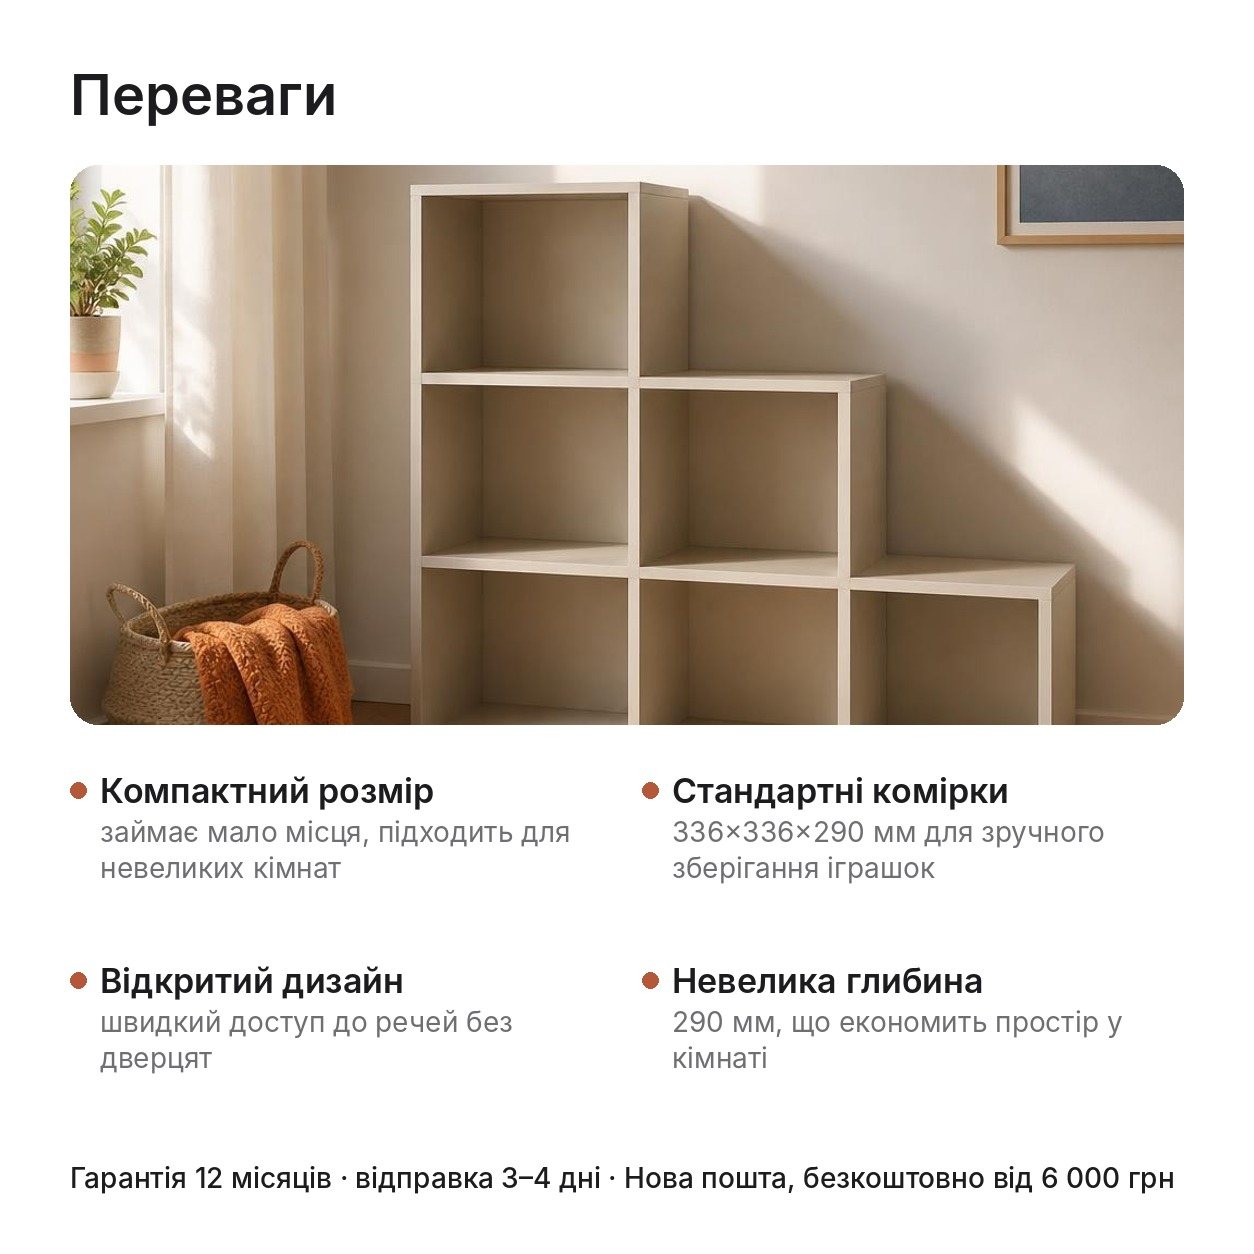 Переваги
Компактний розмір
займає мало місця, підходить для
невеликих кімнат
Стандартні комірки
336×336×290 мм для зручного
зберігання іграшок
Відкритий дизайн
швидкий доступ до речей без
дверцят
Невелика глибина
290 мм, що економить простір у
кімнаті
Гарантія 12 місяців · відправка 3–4 дні · Нова пошта, безкоштовно від 6 000 грн